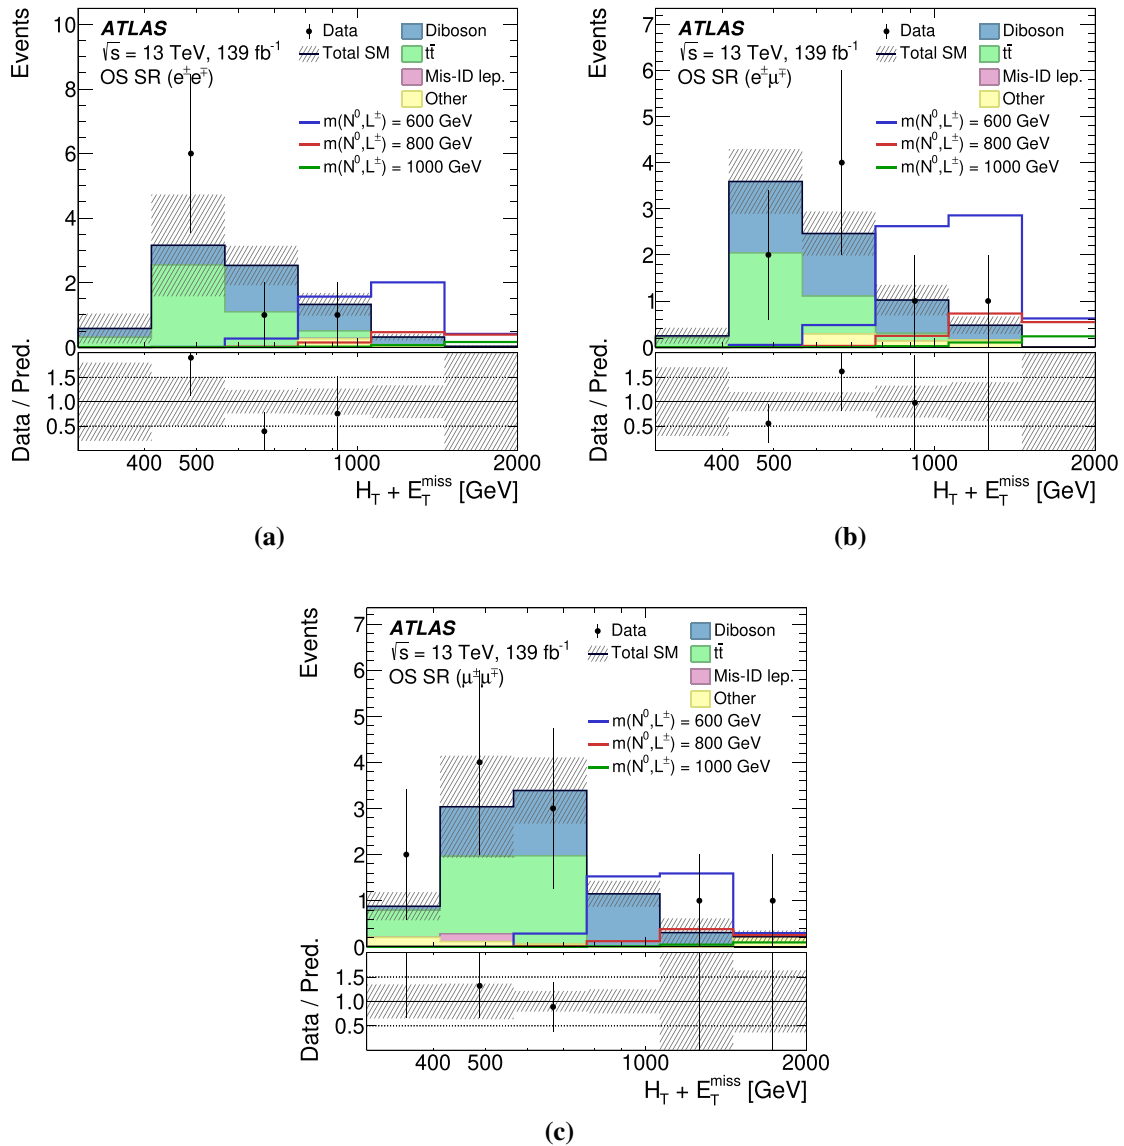 Events
10
8
6
4
2
0
ATLAS
√s = 13 TeV, 139 fb⁻¹
OS SR (e±e∓)
Data
Total SM
Diboson
tt̄
Mis-ID lep.
Other
m(N⁰,L±) = 600 GeV
m(N⁰,L±) = 800 GeV
m(N⁰,L±) = 1000 GeV
Data / Pred.
1.5
1.0
0.5
400 500 1000 2000
H_T + E_T^miss [GeV]
(a)
Events
7
6
5
4
3
2
1
0
ATLAS
√s = 13 TeV, 139 fb⁻¹
OS SR (e±μ∓)
Data
Total SM
Diboson
tt̄
Mis-ID lep.
Other
m(N⁰,L±) = 600 GeV
m(N⁰,L±) = 800 GeV
m(N⁰,L±) = 1000 GeV
Data / Pred.
1.5
1.0
0.5
400 500 1000 2000
H_T + E_T^miss [GeV]
(b)
Events
7
6
5
4
3
2
1
0
ATLAS
√s = 13 TeV, 139 fb⁻¹
OS SR (μ±μ∓)
Data
Total SM
Diboson
tt̄
Mis-ID lep.
Other
m(N⁰,L±) = 600 GeV
m(N⁰,L±) = 800 GeV
m(N⁰,L±) = 1000 GeV
Data / Pred.
1.5
1.0
0.5
400 500 1000 2000
H_T + E_T^miss [GeV]
(c)